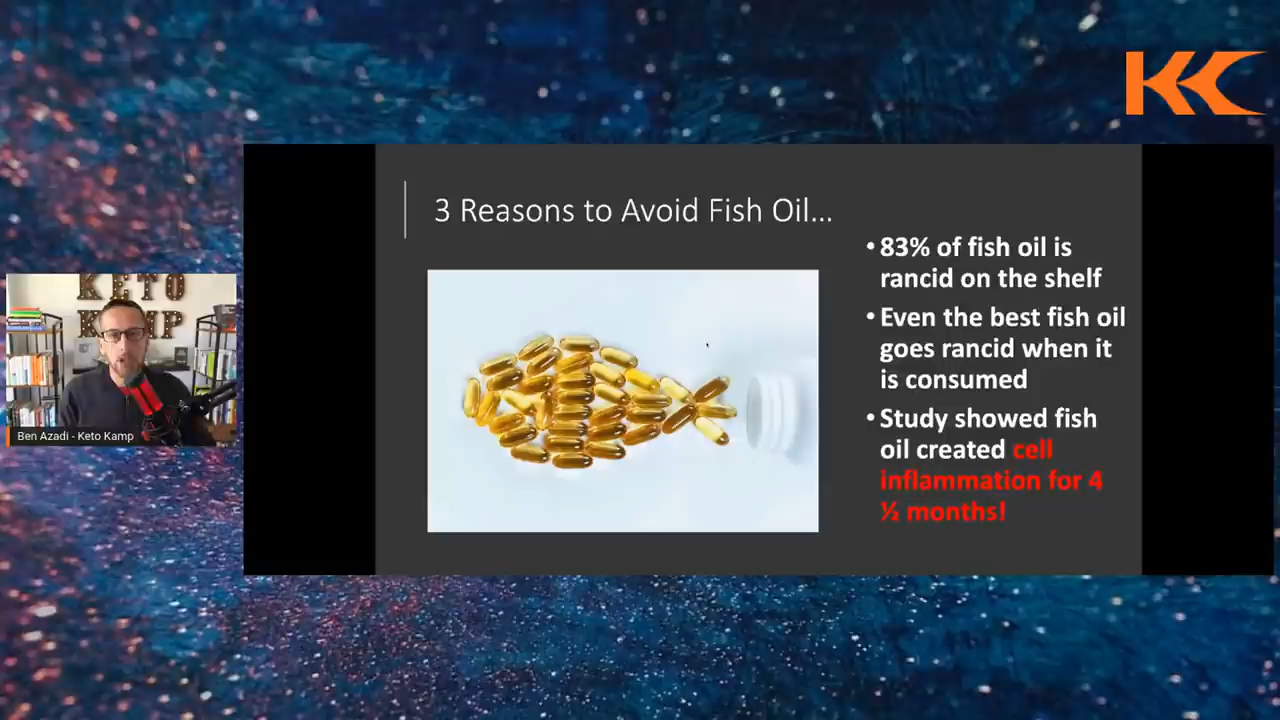 KC
3 Reasons to Avoid Fish Oil...
• 83% of fish oil is
rancid on the shelf
• Even the best fish oil
goes rancid when it
is consumed
• Study showed fish
oil created cell
inflammation for 4
½ months!
KETO
KAMP
Ben Azadi - Keto Kamp